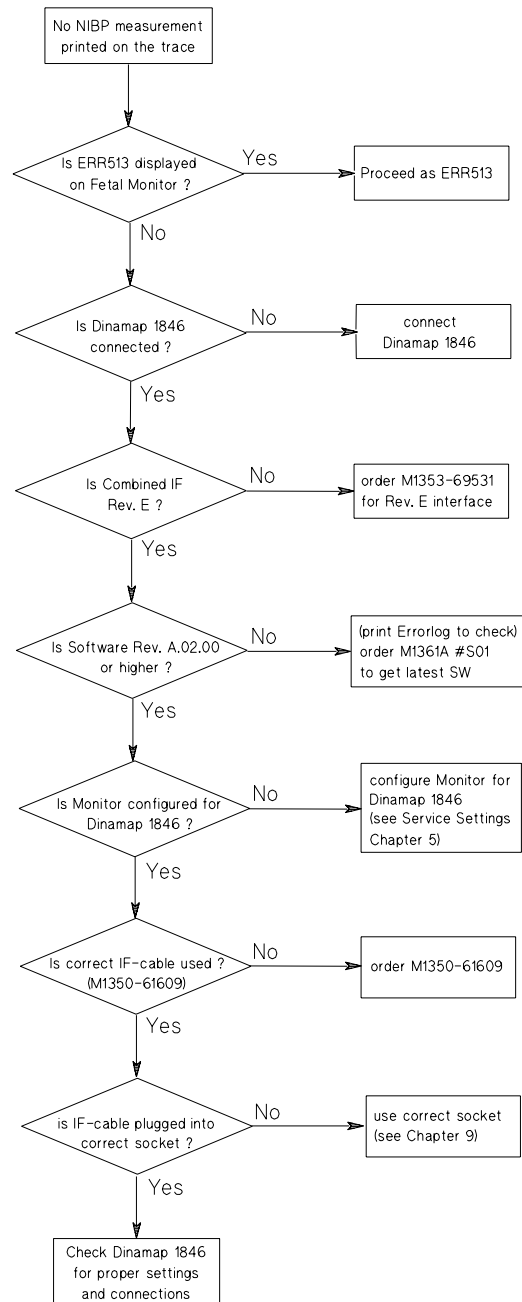 No NIBP measurement
printed on the trace
Is ERR513 displayed
on Fetal Monitor ?
Yes
Proceed as ERR513
No
Is Dinamap 1846
connected ?
No
connect
Dinamap 1846
Yes
Is Combined IF
Rev. E ?
No
order M1353-69531
for Rev. E interface
Yes
Is Software Rev. A.02.00
or higher ?
No
(print Errorlog to check)
order M1361A #S01
to get latest SW
Yes
Is Monitor configured for
Dinamap 1846 ?
No
configure Monitor for
Dinamap 1846
(see Service Settings
Chapter 5)
Yes
Is correct IF-cable used ?
(M1350-61609)
No
order M1350-61609
Yes
is IF-cable plugged into
correct socket ?
No
use correct socket
(see Chapter 9)
Yes
Check Dinamap 1846
for proper settings
and connections